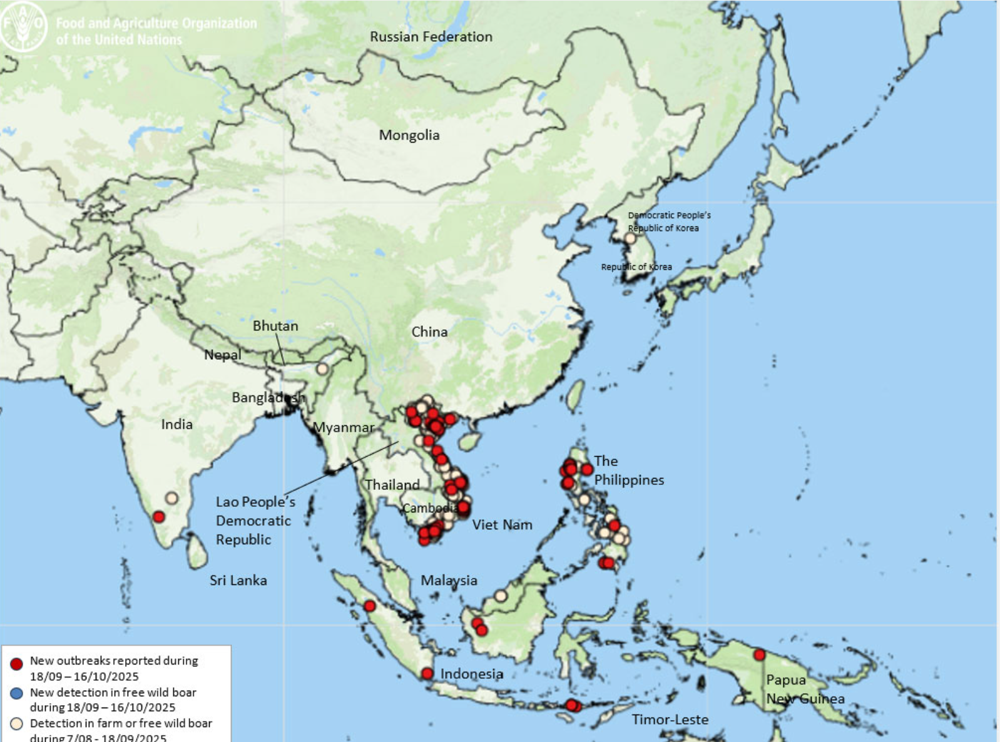 FAO
FIAT PANIS
Food and Agriculture Organization
of the United Nations
Russian Federation
Mongolia
Democratic People's
Republic of Korea
Republic of Korea
Bhutan
China
Nepal
Bangladesh
India
Myanmar
The
Philippines
Thailand
Lao People's
Democratic
Republic
Cambodia
Viet Nam
Sri Lanka
Malaysia
Indonesia
Papua
New Guinea
Timor-Leste
New outbreaks reported during
18/09 – 16/10/2025
New detection in free wild boar
during 18/09 – 16/10/2025
Detection in farm or free wild boar
during 7/08 - 18/09/2025